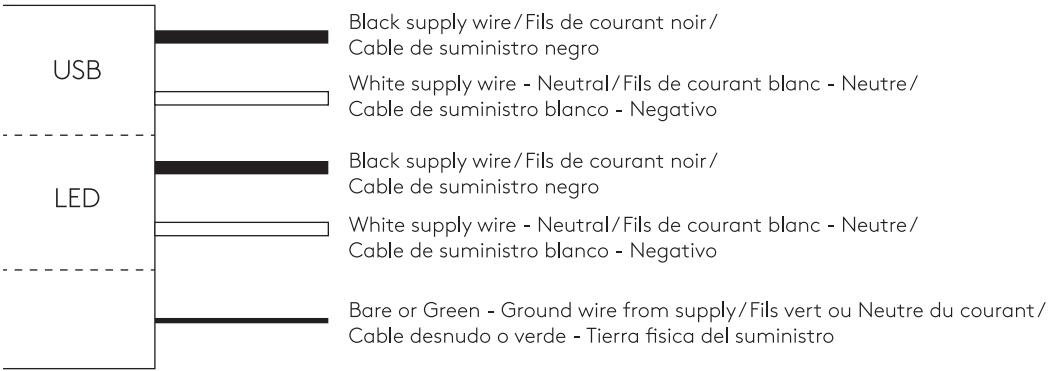 Black supply wire/Fils de courant noir/
Cable de suministro negro
USB
White supply wire - Neutral/Fils de courant blanc - Neutre/
Cable de suministro blanco - Negativo
Black supply wire/Fils de courant noir/
Cable de suministro negro
LED
White supply wire - Neutral/Fils de courant blanc - Neutre/
Cable de suministro blanco - Negativo
Bare or Green - Ground wire from supply/Fils vert ou Neutre du courant/
Cable desnudo o verde - Tierra fisica del suministro